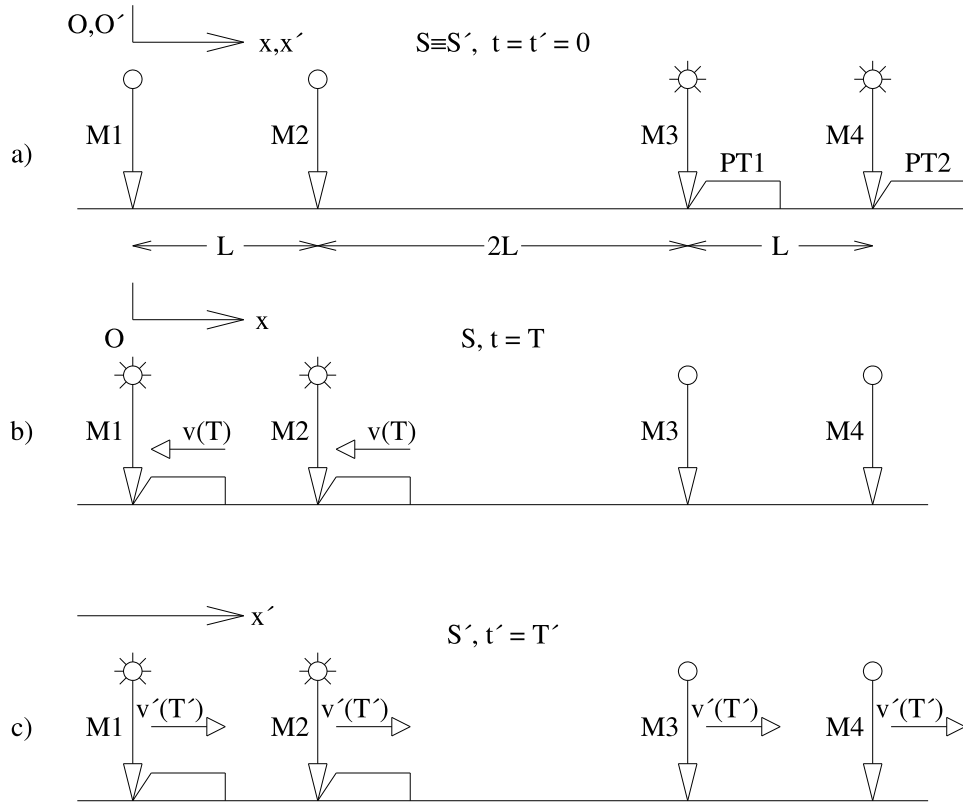 O,O´ x,x´ S≡S´, t = t´ = 0
M1 M2 M3 M4
a) PT1 PT2
L 2L L
O x S, t = T
M1 v(T) M2 v(T) M3 M4
b)
x´ S´, t´ = T´
M1 v´(T´) M2 v´(T´) M3 v´(T´) M4 v´(T´)
c)